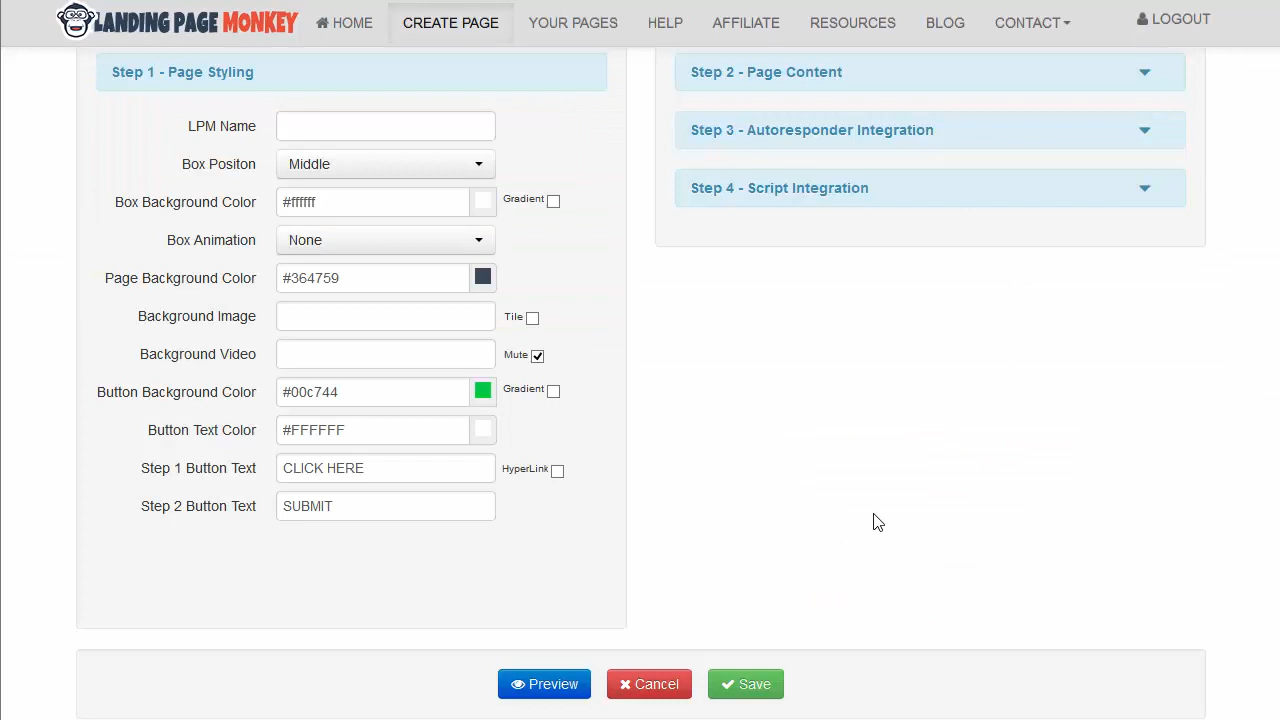 LANDING PAGE MONKEY HOME CREATE PAGE YOUR PAGES HELP AFFILIATE RESOURCES BLOG CONTACT LOGOUT
Step 1 - Page Styling
LPM Name
Box Positon Middle
Box Background Color #ffffff Gradient
Box Animation None
Page Background Color #364759
Background Image Tile
Background Video Mute
Button Background Color #00c744 Gradient
Button Text Color #FFFFFF
Step 1 Button Text CLICK HERE HyperLink
Step 2 Button Text SUBMIT
Step 2 - Page Content
Step 3 - Autoresponder Integration
Step 4 - Script Integration
Preview Cancel Save